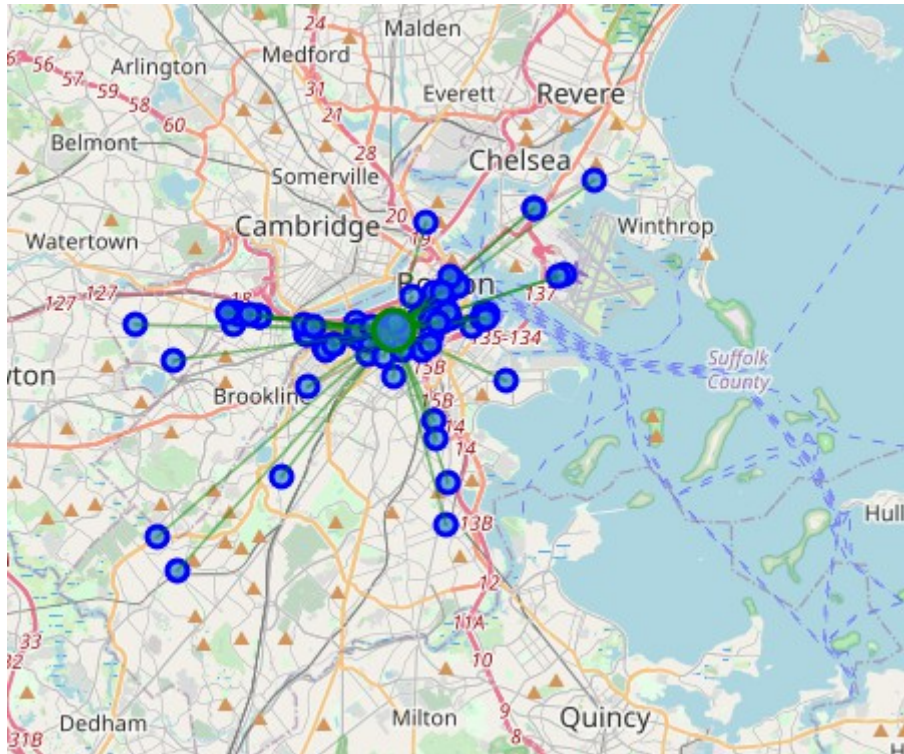 24
Malden
Medford
56
57
59
58
60
Arlington
31
21
Everett
Revere
Belmont
28
Chelsea
Somerville
20
19
Cambridge
Winthrop
Watertown
127
127
18
137
135-134
15B
Suffolk
County
15B
14
14
13B
Hull
12
11A
33
32
10
9
8
31B
Dedham
Milton
Quincy